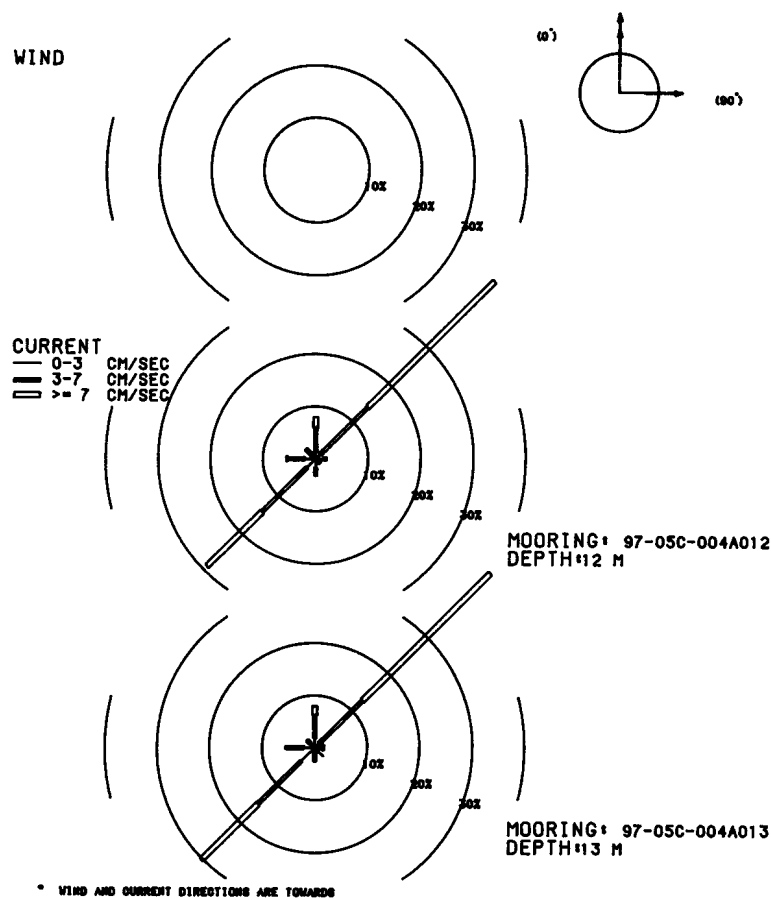 WIND
(0°)
(90°)
10%
20%
30%
CURRENT
0-3 CM/SEC
3-7 CM/SEC
>= 7 CM/SEC
10%
20%
30%
MOORING: 97-05C-004A012
DEPTH:12 M
10%
20%
30%
MOORING: 97-05C-004A013
DEPTH:13 M
* WIND AND CURRENT DIRECTIONS ARE TOWARDS